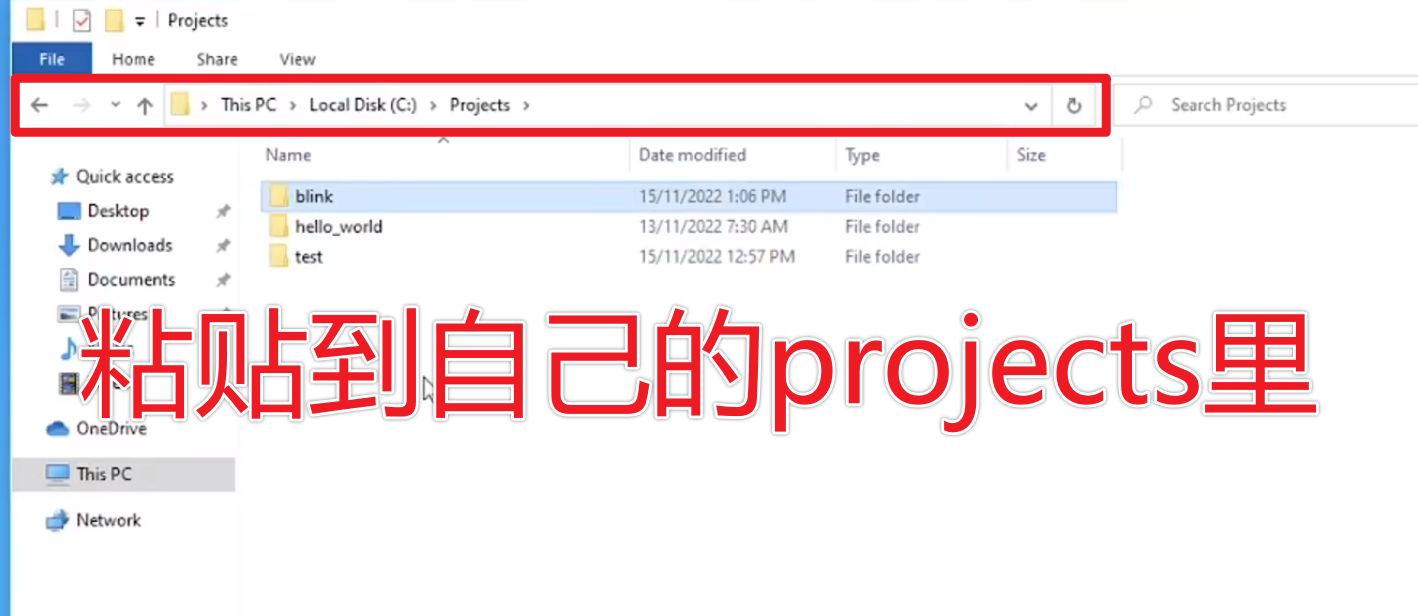 Projects
File Home Share View
This PC Local Disk (C:) Projects Search Projects
Name Date modified Type Size
Quick access
blink 15/11/2022 1:06 PM File folder
Desktop
hello_world 13/11/2022 7:30 AM File folder
Downloads
test 15/11/2022 12:57 PM File folder
Documents
粘贴到自己的projects里
OneDrive
This PC
Network